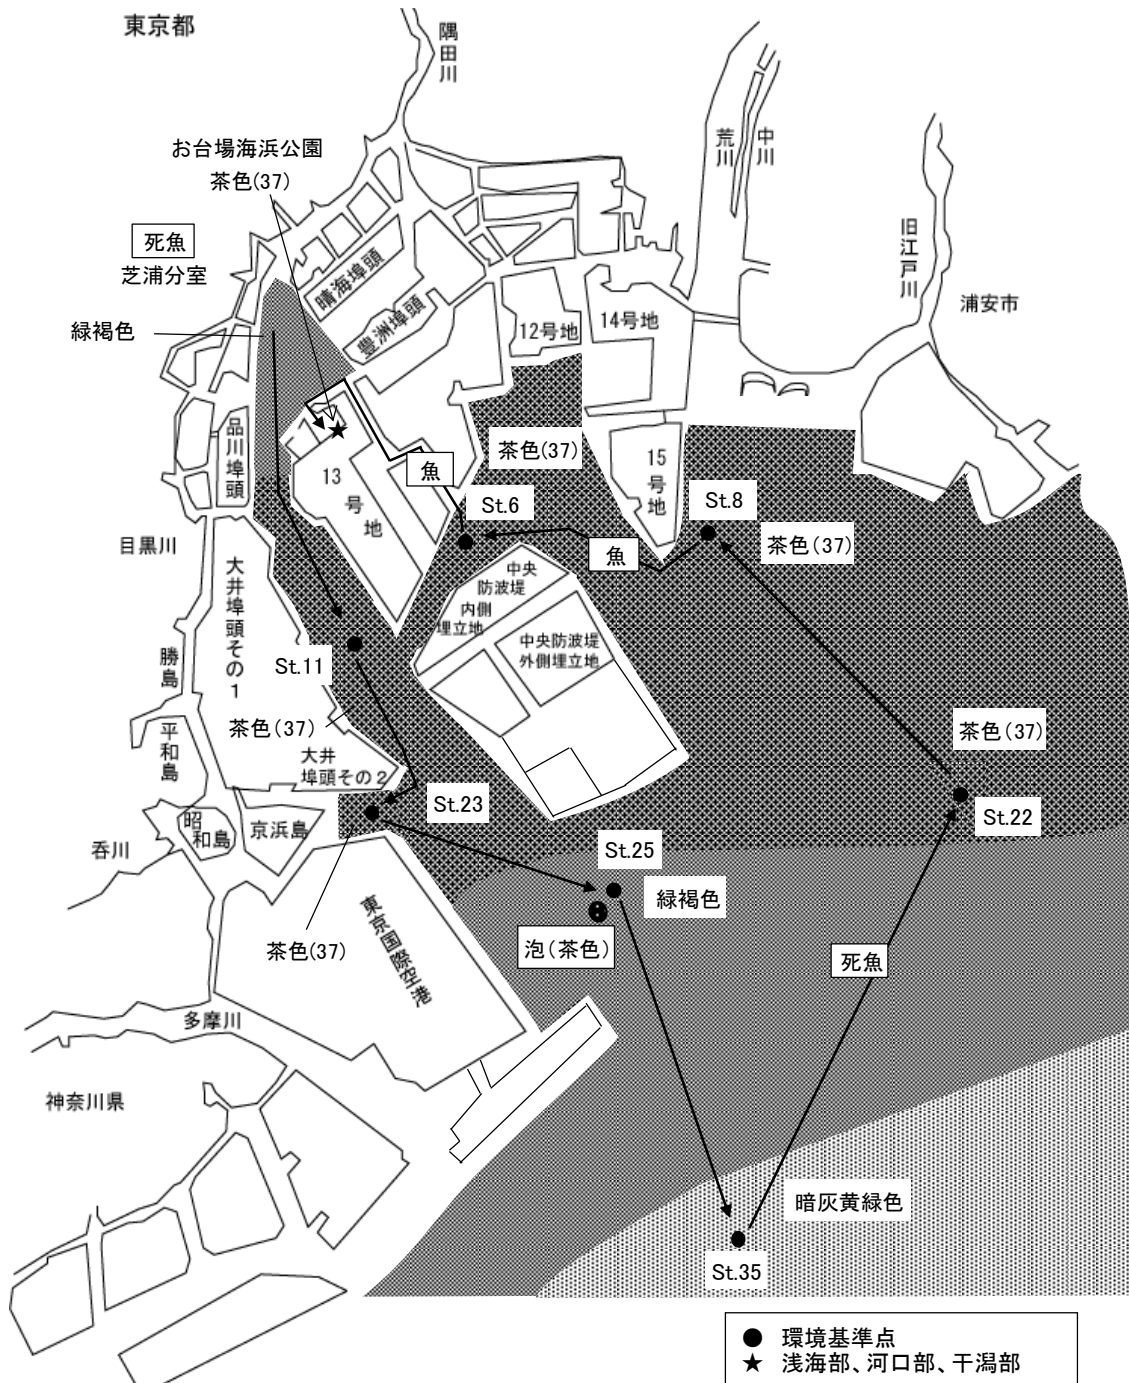 東京都
隅田川
荒川
中川
旧江戸川
浦安市
お台場海浜公園
茶色(37)
死魚
芝浦分室
緑褐色
晴海埠頭
豊洲埠頭
12号地
14号地
品川埠頭
13号地
魚
茶色(37)
St.6
15号地
St.8
茶色(37)
魚
目黒川
大井埠頭その1
中央
防波堤
内側
埋立地
中央防波堤
外側埋立地
勝島
St.11
平和島
茶色(37)
大井
埠頭その2
茶色(37)
St.22
St.23
昭和島
京浜島
呑川
St.25
緑褐色
泡(茶色)
茶色(37)
東京国際空港
死魚
多摩川
神奈川県
暗灰黄緑色
St.35
● 環境基準点
★ 浅海部、河口部、干潟部